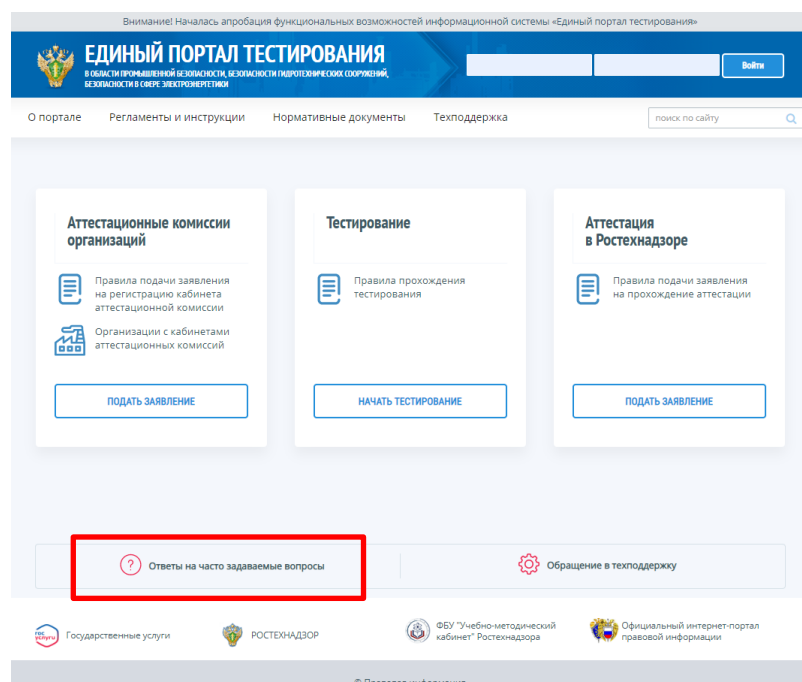 Внимание! Началась апробация функциональных возможностей информационной системы «Единый портал тестирования»
ЕДИНЫЙ ПОРТАЛ ТЕСТИРОВАНИЯ
В ОБЛАСТИ ПРОМЫШЛЕННОЙ БЕЗОПАСНОСТИ, БЕЗОПАСНОСТИ ГИДРОТЕХНИЧЕСКИХ СООРУЖЕНИЙ,
БЕЗОПАСНОСТИ В СФЕРЕ ЭЛЕКТРОЭНЕРГЕТИКИ
Войти
О портале Регламенты и инструкции Нормативные документы Техподдержка поиск по сайту
Аттестационные комиссии
организаций
Правила подачи заявления
на регистрацию кабинета
аттестационной комиссии
Организации с кабинетами
аттестационных комиссий
ПОДАТЬ ЗАЯВЛЕНИЕ
Тестирование
Правила прохождения
тестирования
НАЧАТЬ ТЕСТИРОВАНИЕ
Аттестация
в Ростехнадзоре
Правила подачи заявления
на прохождение аттестации
ПОДАТЬ ЗАЯВЛЕНИЕ
? Ответы на часто задаваемые вопросы
Обращение в техподдержку
гос
услуги
Государственные услуги
РОСТЕХНАДЗОР
ФБУ "Учебно-методический
кабинет" Ростехнадзора
Официальный интернет-портал
правовой информации